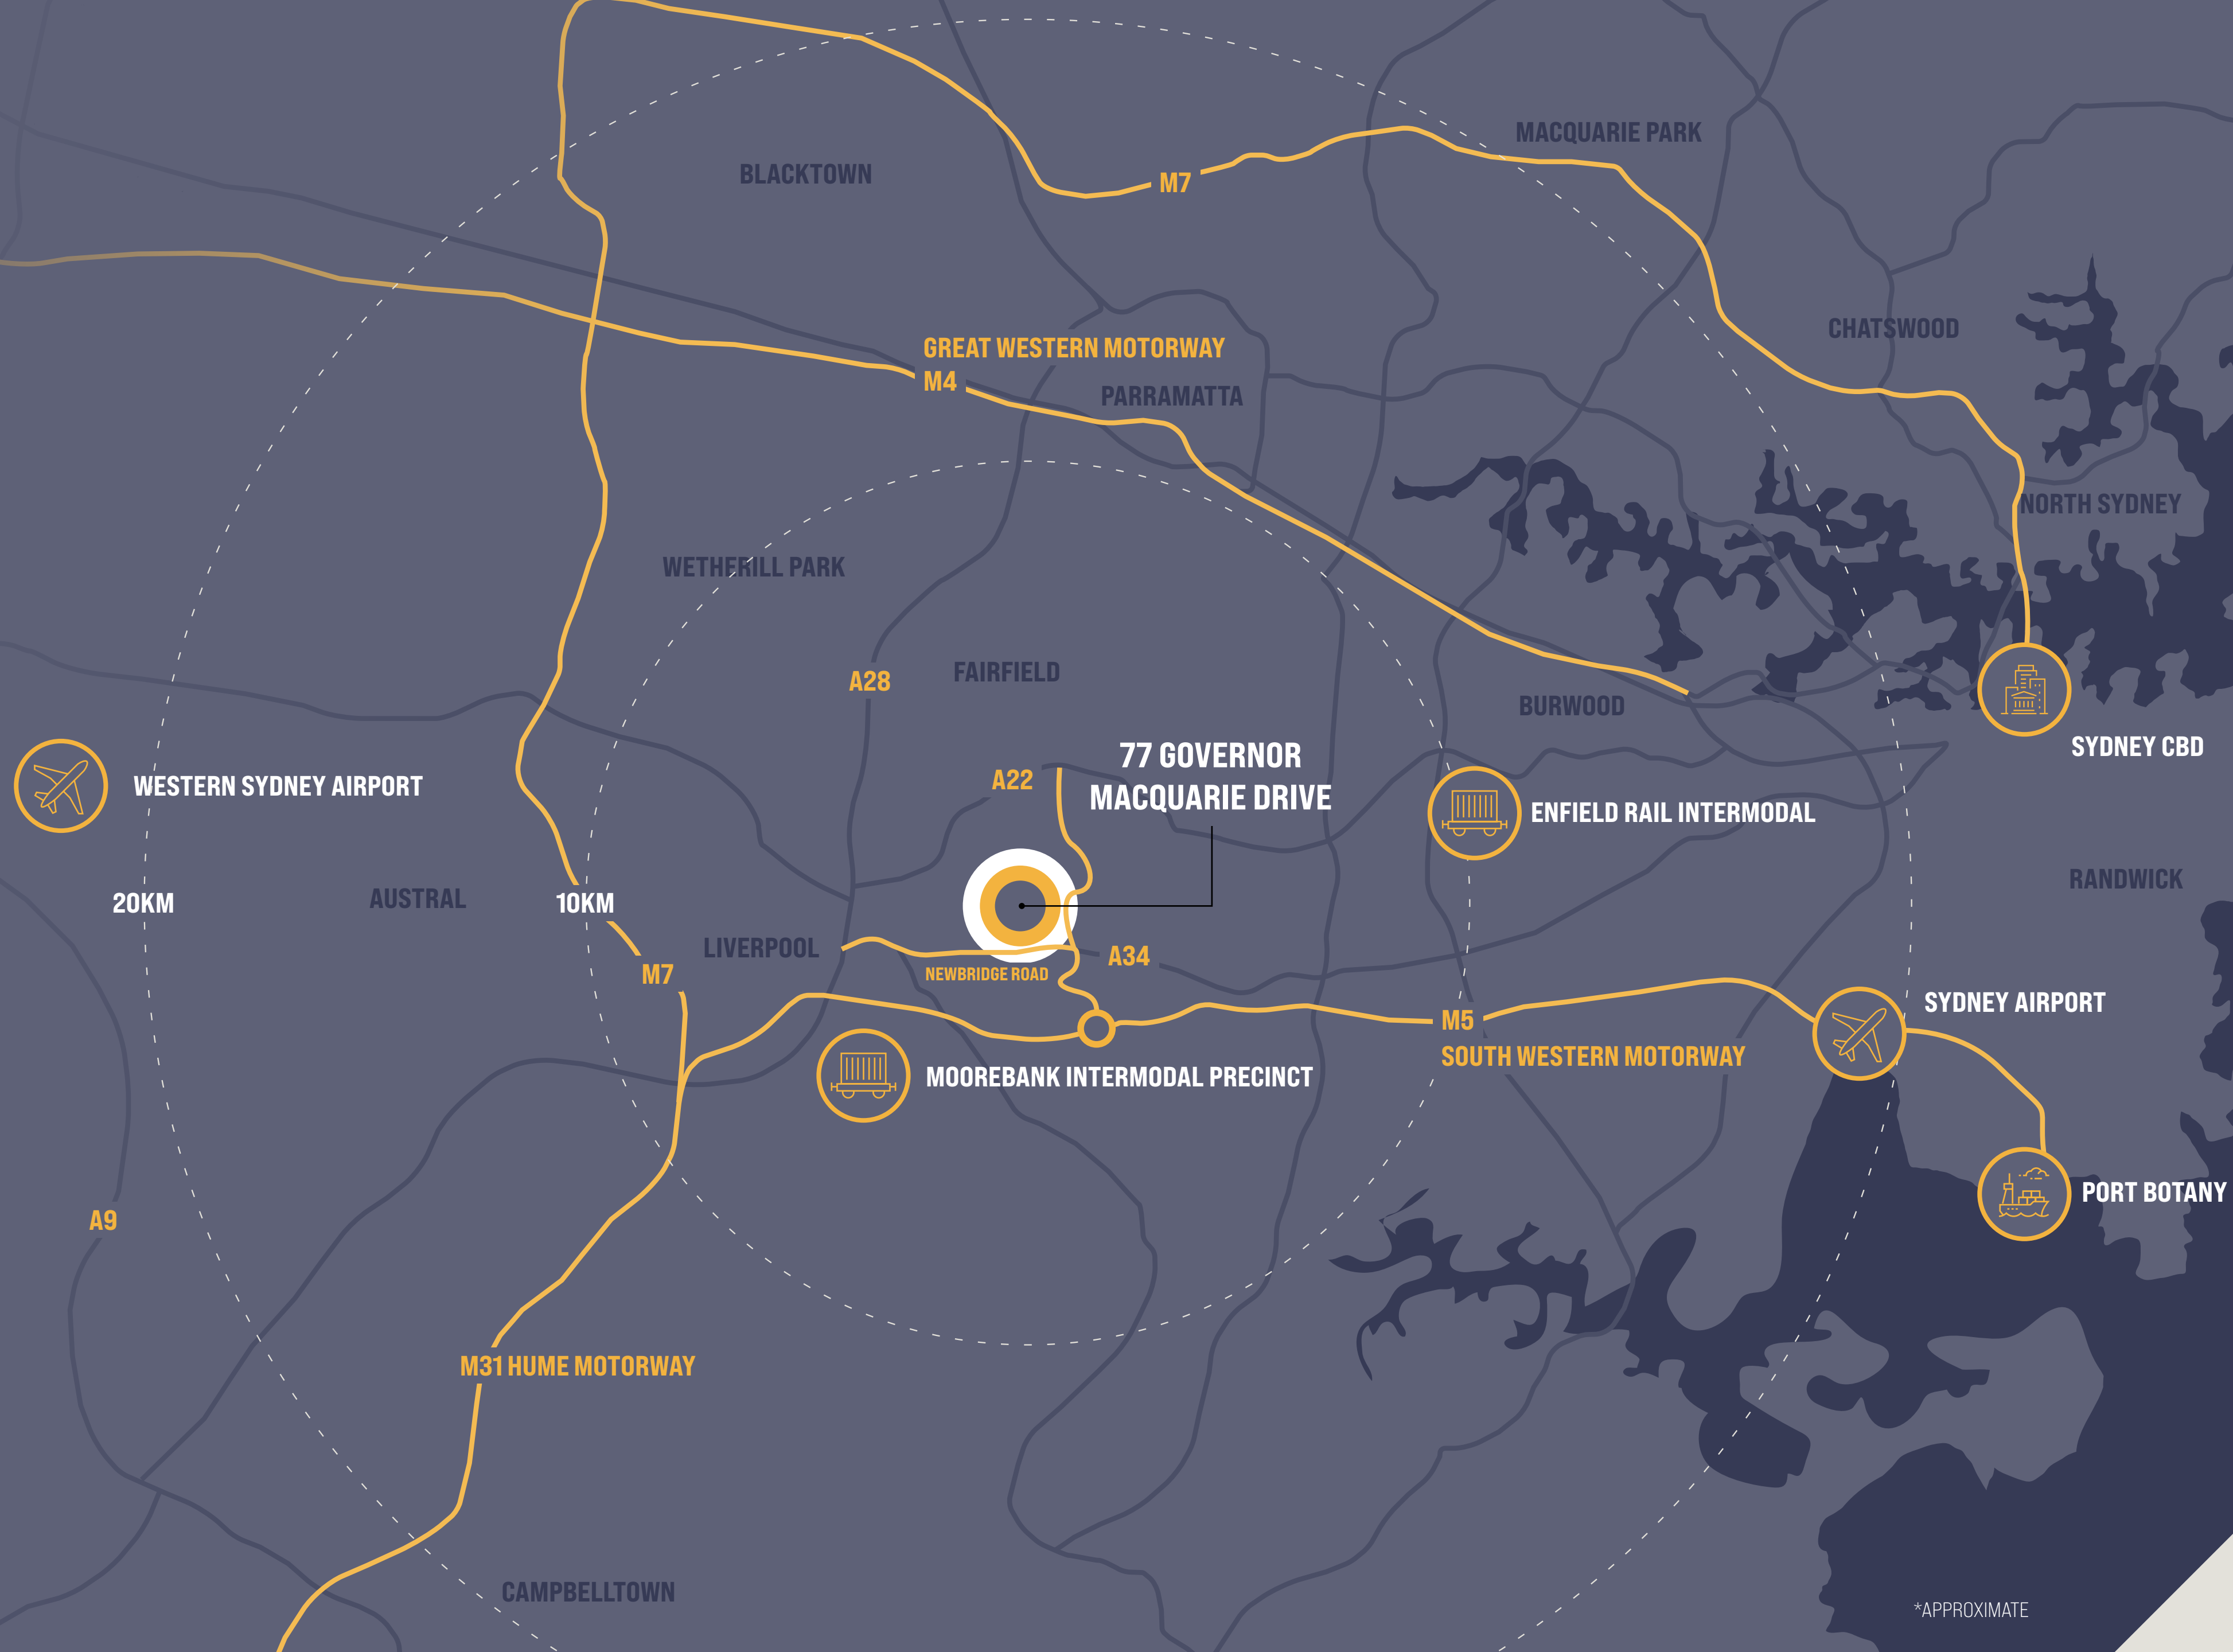 MACQUARIE PARK
BLACKTOWN
M7
CHATSWOOD
GREAT WESTERN MOTORWAY
M4
PARRAMATTA
NORTH SYDNEY
WETHERILL PARK
FAIRFIELD
A28
BURWOOD
SYDNEY CBD
77 GOVERNOR
MACQUARIE DRIVE
A22
WESTERN SYDNEY AIRPORT
ENFIELD RAIL INTERMODAL
RANDWICK
20KM
AUSTRAL
10KM
LIVERPOOL
A34
M7
NEWBRIDGE ROAD
SYDNEY AIRPORT
M5
SOUTH WESTERN MOTORWAY
MOOREBANK INTERMODAL PRECINCT
PORT BOTANY
A9
M31 HUME MOTORWAY
CAMPBELLTOWN
*APPROXIMATE